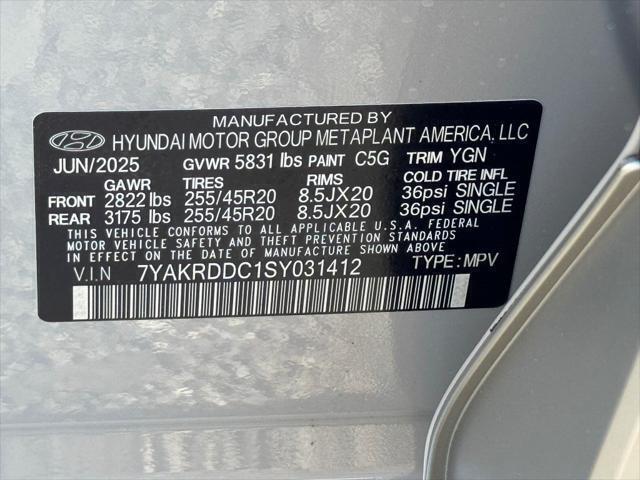 MANUFACTURED BY
HYUNDAI MOTOR GROUP METAPLANT AMERICA, LLC
JUN/2025 GVWR 5831 lbs PAINT C5G TRIM YGN
GAWR TIRES RIMS COLD TIRE INFL
FRONT 2822 lbs 255/45R20 8.5JX20 36psi SINGLE
REAR 3175 lbs 255/45R20 8.5JX20 36psi SINGLE
THIS VEHICLE CONFORMS TO ALL APPLICABLE U.S.A. FEDERAL
MOTOR VEHICLE SAFETY AND THEFT PREVENTION STANDARDS
IN EFFECT ON THE DATE OF MANUFACTURE SHOWN ABOVE
V.I.N 7YAKRDDC1SY031412 TYPE : MPV